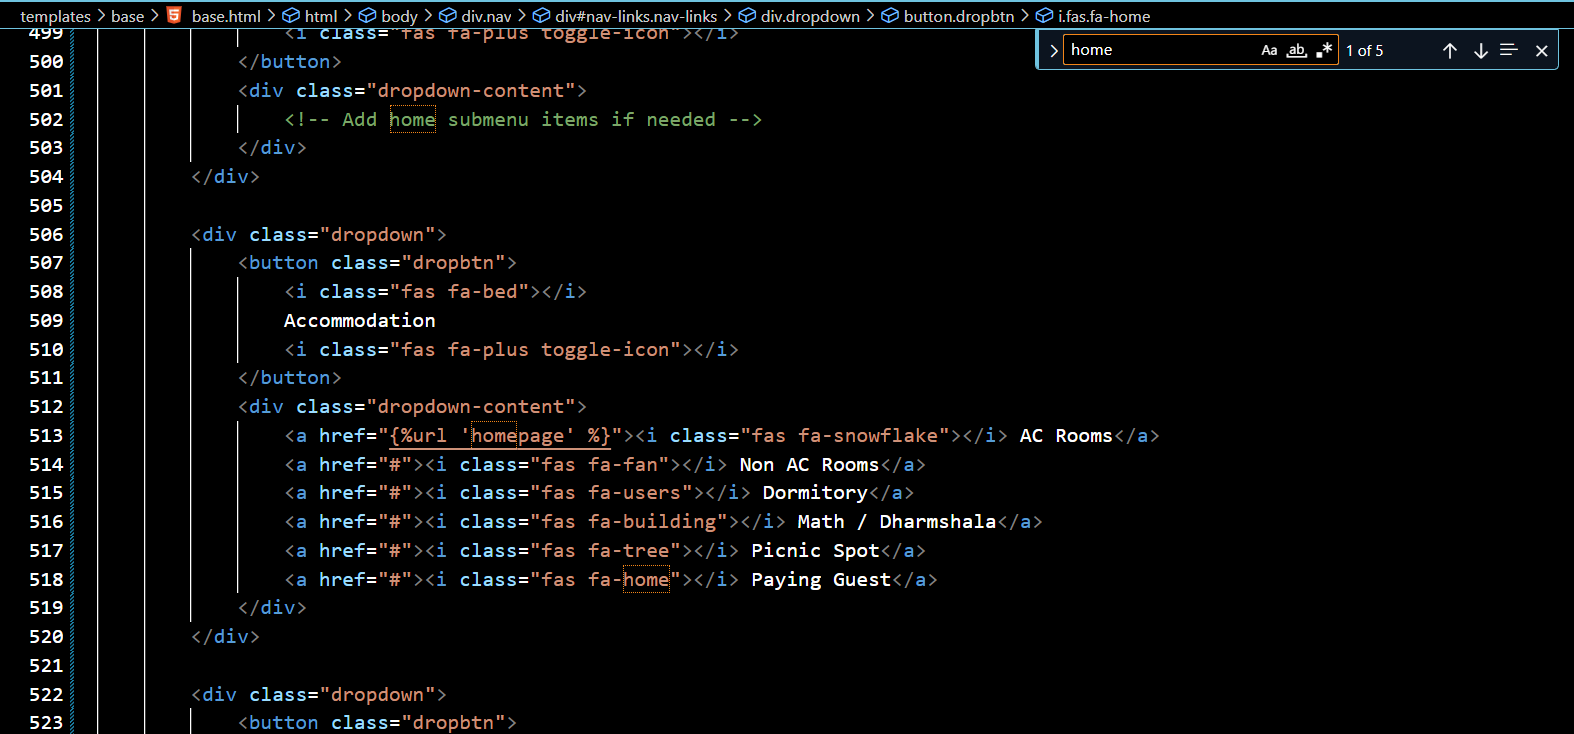 templates > base > base.html > html > body > div.nav > div#nav-links.nav-links > div.dropdown > button.dropbtn > i.fas.fa-home
home Aa ab .* 1 of 5
499 <i class="fas fa-plus toggle-icon"></i>
500 </button>
501 <div class="dropdown-content">
502 <!-- Add home submenu items if needed -->
503 </div>
504 </div>
505
506 <div class="dropdown">
507 <button class="dropbtn">
508 <i class="fas fa-bed"></i>
509 Accommodation
510 <i class="fas fa-plus toggle-icon"></i>
511 </button>
512 <div class="dropdown-content">
513 <a href="{%url 'homepage' %}"><i class="fas fa-snowflake"></i> AC Rooms</a>
514 <a href="#"><i class="fas fa-fan"></i> Non AC Rooms</a>
515 <a href="#"><i class="fas fa-users"></i> Dormitory</a>
516 <a href="#"><i class="fas fa-building"></i> Math / Dharmshala</a>
517 <a href="#"><i class="fas fa-tree"></i> Picnic Spot</a>
518 <a href="#"><i class="fas fa-home"></i> Paying Guest</a>
519 </div>
520 </div>
521
522 <div class="dropdown">
523 <button class="dropbtn">